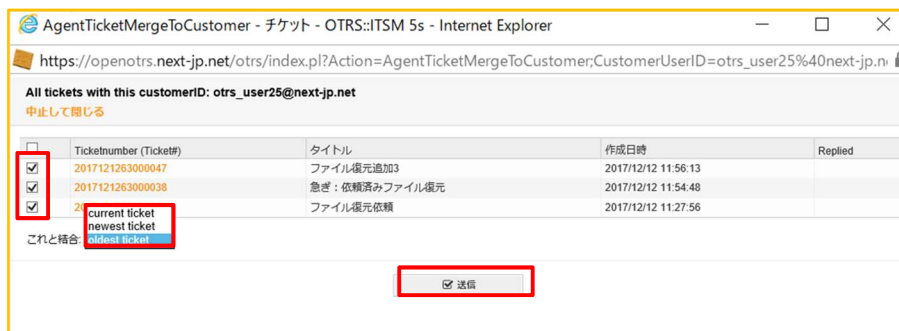 AgentTicketMergeToCustomer - チケット - OTRS::ITSM 5s - Internet Explorer
https://openotrs.next-jp.net/otrs/index.pl?Action=AgentTicketMergeToCustomer;CustomerUserID=otrs_user25%40next-jp.n
All tickets with this customerID: otrs_user25@next-jp.net
中止して閉じる
Ticketnumber (Ticket#) タイトル 作成日時 Replied
2017121263000047 ファイル復元追加3 2017/12/12 11:56:13
2017121263000038 急ぎ：依頼済みファイル復元 2017/12/12 11:54:48
20 ファイル復元依頼 2017/12/12 11:27:56
current ticket
newest ticket
これと結合: oldest ticket
送信